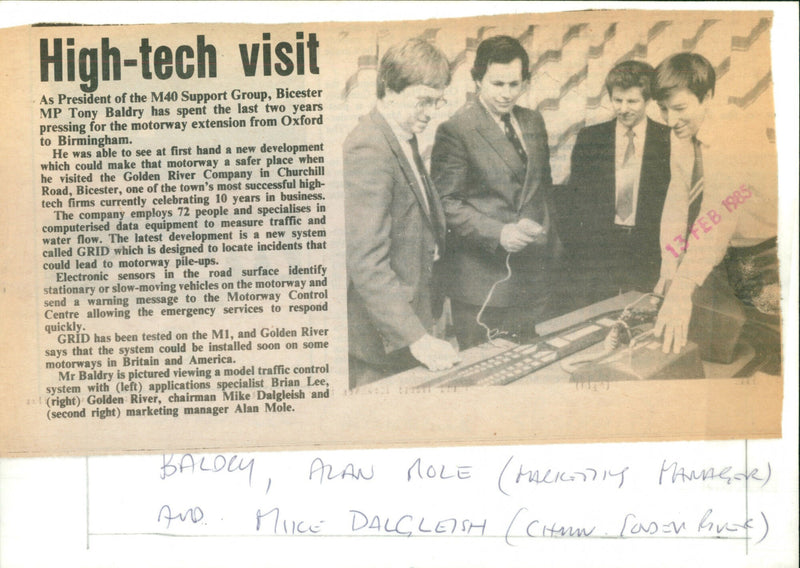 High-tech visit
As President of the M40 Support Group, Bicester
MP Tony Baldry has spent the last two years
pressing for the motorway extension from Oxford
to Birmingham.
He was able to see at first hand a new development
which could make that motorway a safer place when
he visited the Golden River Company in Churchill
Road, Bicester, one of the town's most successful high-
tech firms currently celebrating 10 years in business.
The company employs 72 people and specialises in
computerised data equipment to measure traffic and
water flow. The latest development is a new system
called GRID which is designed to locate incidents that
could lead to motorway pile-ups.
Electronic sensors in the road surface identify
stationary or slow-moving vehicles on the motorway and
send a warning message to the Motorway Control
Centre allowing the emergency services to respond
quickly.
GRID has been tested on the M1, and Golden River
says that the system could be installed soon on some
motorways in Britain and America.
Mr Baldry is pictured viewing a model traffic control
system with (left) applications specialist Brian Lee,
(right) Golden River, chairman Mike Dalgleish and
(second right) marketing manager Alan Mole.
13 FEB 1985
BALDRY, ALAN MOLE (MARKETING MANAGER)
AND MIKE DALGLEISH (CHMN. GOLDEN RIVER)